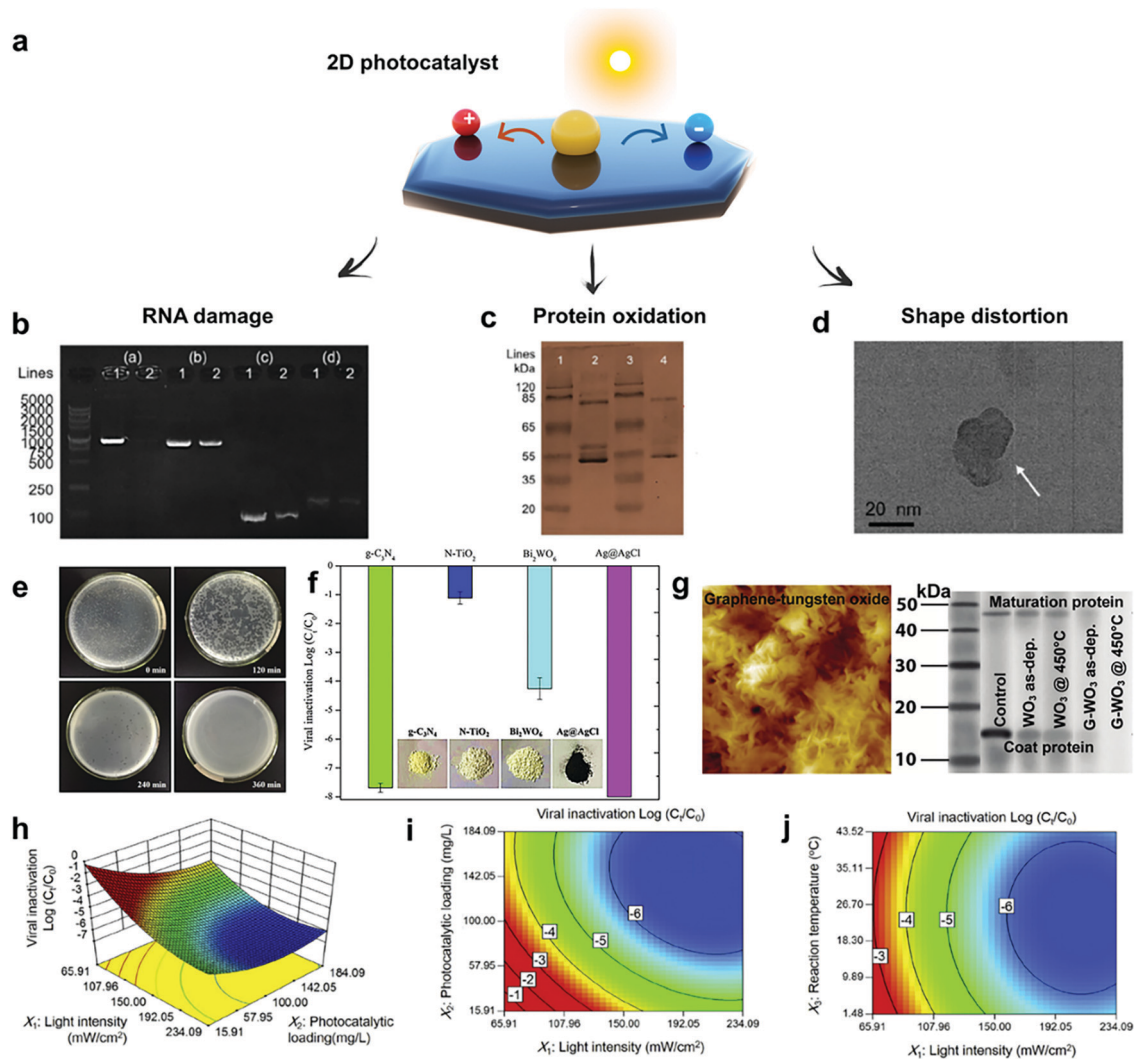 a
2D photocatalyst
+
-
b
RNA damage
(a) (b) (c) (d)
Lines 1 2 1 2 1 2 1 2
5000
3000
2000
1500
1000
750
500
250
100
c
Protein oxidation
Lines 1 2 3 4
kDa
120
85
65
55
35
20
d
Shape distortion
20 nm
e
0 min
120 min
240 min
360 min
f
g-C₃N₄ N-TiO₂ Bi₂WO₆ Ag@AgCl
Viral inactivation Log (Cₜ/C₀)
0
-1
-2
-3
-4
-5
-6
-7
-8
g-C₃N₄ N-TiO₂ Bi₂WO₆ Ag@AgCl
g
Graphene-tungsten oxide
kDa
50
40
30
20
10
Maturation protein
Control
WO₃ as-dep.
WO₃ @ 450°C
G-WO₃ as-dep.
G-WO₃ @ 450°C
Coat protein
h
Viral inactivation
Log (Cₜ/C₀)
0
-1
-2
-3
-4
-5
-6
-7
65.91
107.96
150.00
192.05
234.09
X₁: Light intensity
(mW/cm²)
184.09
142.05
100.00
57.95
15.91
X₂: Photocatalytic
loading(mg/L)
i
Viral inactivation Log (Cₜ/C₀)
X₂: Photocatalytic loading (mg/L)
184.09
142.05
100.00
57.95
15.91
-6
-5
-4
-3
-2
-1
65.91 107.96 150.00 192.05 234.09
X₁: Light intensity (mW/cm²)
j
Viral inactivation Log (Cₜ/C₀)
X₃: Reaction temperature (°C)
43.52
35.11
26.70
18.30
9.89
1.48
-3
-4
-5
-6
65.91 107.96 150.00 192.05 234.09
X₁: Light intensity (mW/cm²)